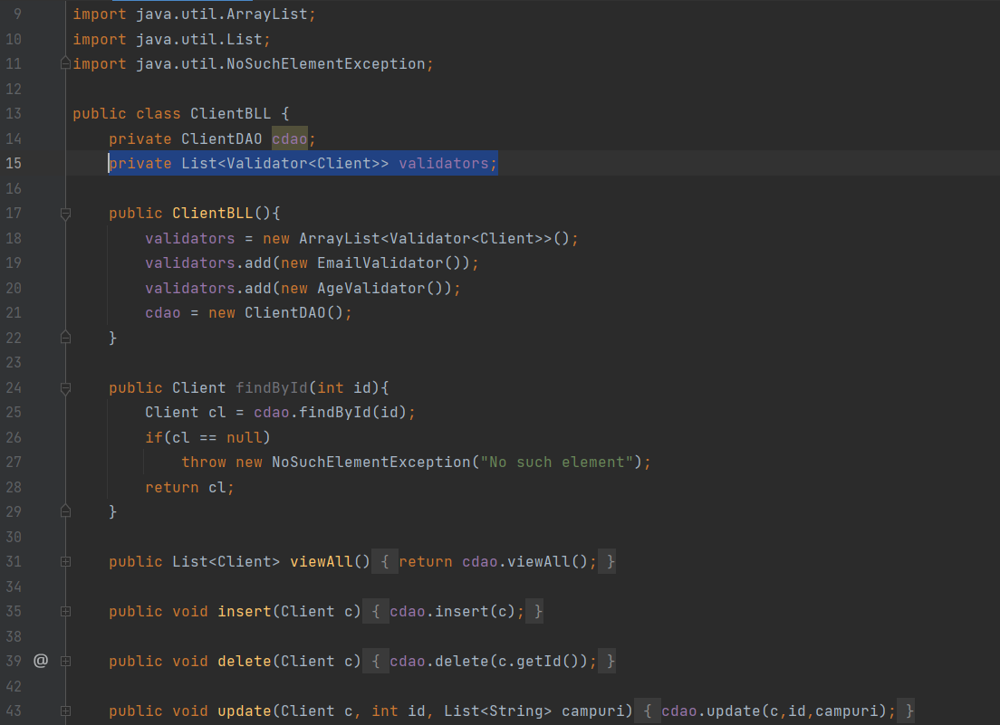 9 import java.util.ArrayList;
10 import java.util.List;
11 import java.util.NoSuchElementException;
12
13 public class ClientBLL {
14     private ClientDAO cdao;
15     private List<Validator<Client>> validators;
16
17     public ClientBLL(){
18         validators = new ArrayList<Validator<Client>>();
19         validators.add(new EmailValidator());
20         validators.add(new AgeValidator());
21         cdao = new ClientDAO();
22     }
23
24     public Client findById(int id){
25         Client cl = cdao.findById(id);
26         if(cl == null)
27             throw new NoSuchElementException("No such element");
28         return cl;
29     }
30
31     public List<Client> viewAll() { return cdao.viewAll(); }
34
35     public void insert(Client c) { cdao.insert(c); }
38
39 @   public void delete(Client c) { cdao.delete(c.getId()); }
42
43     public void update(Client c, int id, List<String> campuri) { cdao.update(c,id,campuri); }